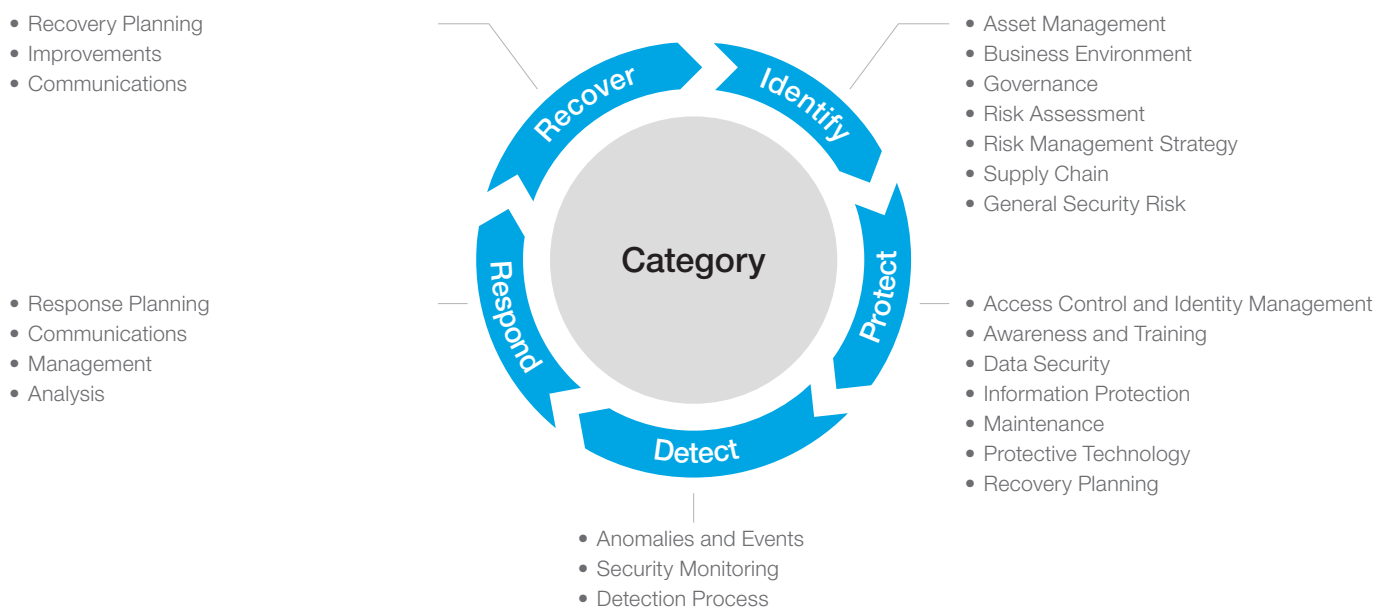 • Recovery Planning
• Improvements
• Communications
Recover
Identify
• Asset Management
• Business Environment
• Governance
• Risk Assessment
• Risk Management Strategy
• Supply Chain
• General Security Risk
Category
• Response Planning
• Communications
• Management
• Analysis
Respond
Protect
• Access Control and Identity Management
• Awareness and Training
• Data Security
• Information Protection
• Maintenance
• Protective Technology
• Recovery Planning
Detect
• Anomalies and Events
• Security Monitoring
• Detection Process